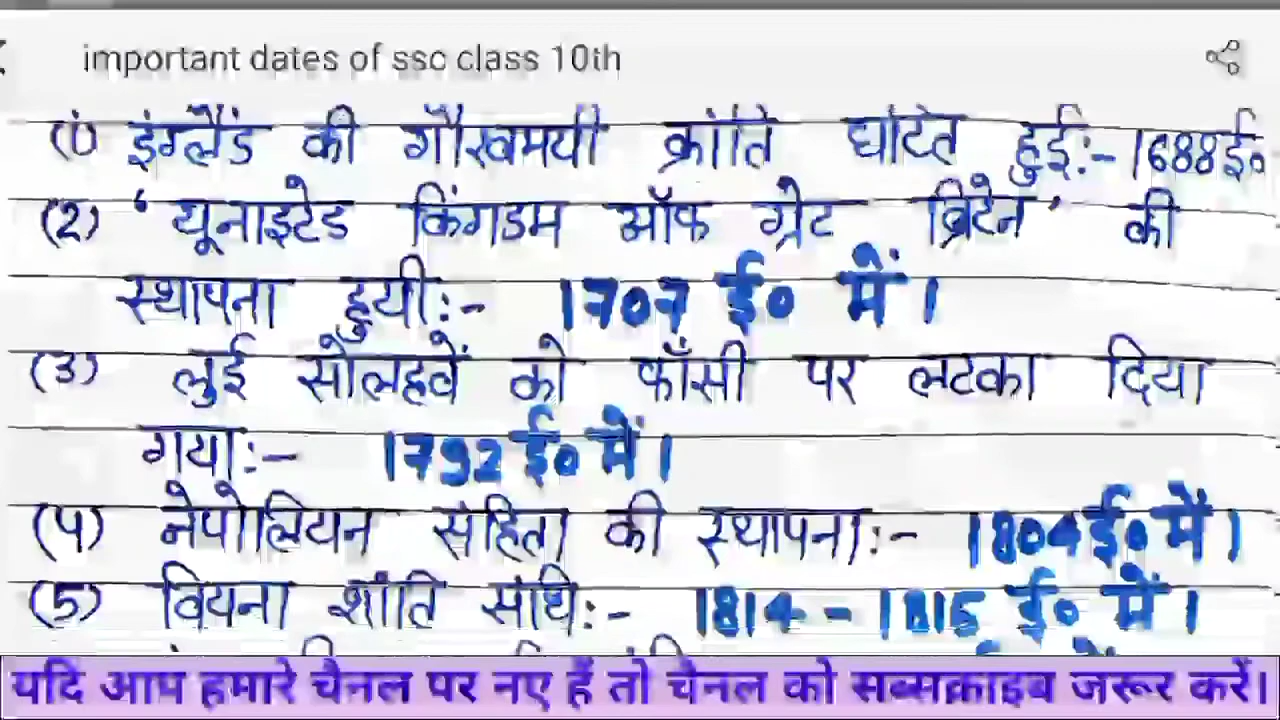 important dates of ssc class 10th
(1) इंग्लैंड की गौरवमयी क्रांति घटित हुई:- 1688ई०
(2) ‘यूनाइटेड किंगडम ऑफ ग्रेट ब्रिटेन’ की
स्थापना हुयी:- 1707 ई० में।
(3) लुई सोलहवें को फाँसी पर लटका दिया
गया:- 1792 ई० में।
(4) नेपोलियन संहिता की स्थापना:- 1804 ई० में।
(5) वियना शांति संधि:- 1814 - 1815 ई० में।
यदि आप हमारे चैनल पर नए हैं तो चैनल को सब्सक्राइब जरूर करें।